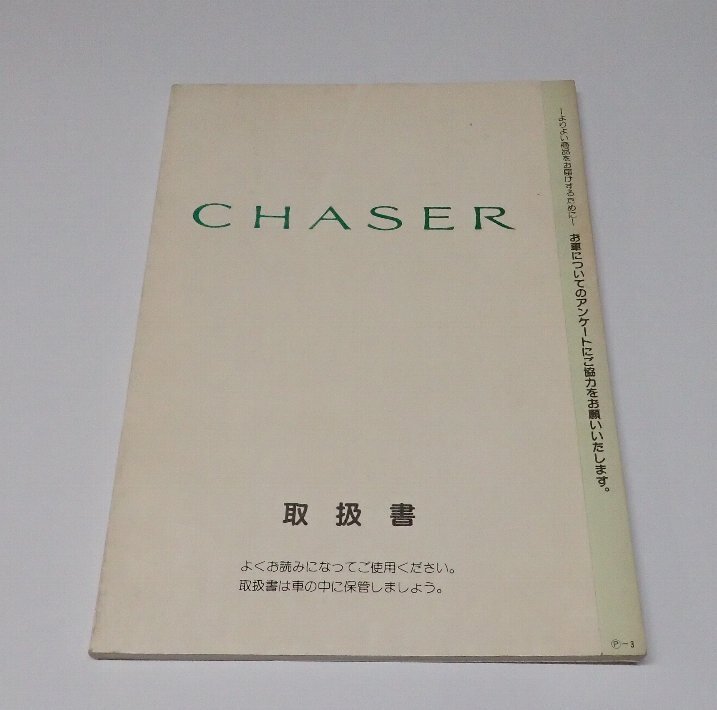 CHASER
取扱書
よくお読みになってご使用ください。
取扱書は車の中に保管しましょう。
ーよりよい商品をお届けするためにー お車についてのアンケートにご協力をお願いいたします。
Ⓟ－3